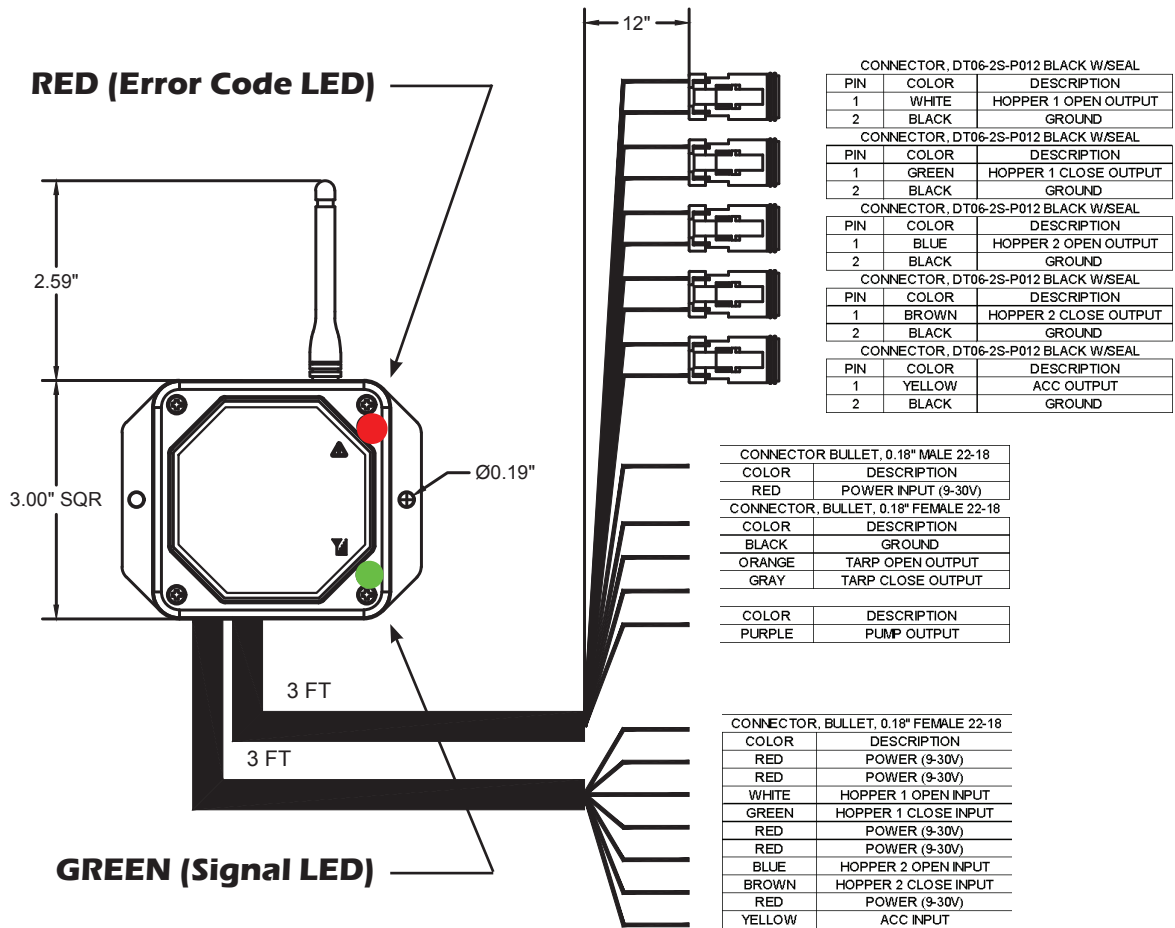 12"
RED (Error Code LED)
2.59"
3.00" SQR
Ø0.19"
3 FT
3 FT
GREEN (Signal LED)
CONNECTOR, DT06-2S-P012 BLACK W/SEAL
PIN COLOR DESCRIPTION
1 WHITE HOPPER 1 OPEN OUTPUT
2 BLACK GROUND
CONNECTOR, DT06-2S-P012 BLACK W/SEAL
PIN COLOR DESCRIPTION
1 GREEN HOPPER 1 CLOSE OUTPUT
2 BLACK GROUND
CONNECTOR, DT06-2S-P012 BLACK W/SEAL
PIN COLOR DESCRIPTION
1 BLUE HOPPER 2 OPEN OUTPUT
2 BLACK GROUND
CONNECTOR, DT06-2S-P012 BLACK W/SEAL
PIN COLOR DESCRIPTION
1 BROWN HOPPER 2 CLOSE OUTPUT
2 BLACK GROUND
CONNECTOR, DT06-2S-P012 BLACK W/SEAL
PIN COLOR DESCRIPTION
1 YELLOW ACC OUTPUT
2 BLACK GROUND
CONNECTOR BULLET, 0.18" MALE 22-18
COLOR DESCRIPTION
RED POWER INPUT (9-30V)
CONNECTOR, BULLET, 0.18" FEMALE 22-18
COLOR DESCRIPTION
BLACK GROUND
ORANGE TARP OPEN OUTPUT
GRAY TARP CLOSE OUTPUT
COLOR DESCRIPTION
PURPLE PUMP OUTPUT
CONNECTOR, BULLET, 0.18" FEMALE 22-18
COLOR DESCRIPTION
RED POWER (9-30V)
RED POWER (9-30V)
WHITE HOPPER 1 OPEN INPUT
GREEN HOPPER 1 CLOSE INPUT
RED POWER (9-30V)
RED POWER (9-30V)
BLUE HOPPER 2 OPEN INPUT
BROWN HOPPER 2 CLOSE INPUT
RED POWER (9-30V)
YELLOW ACC INPUT